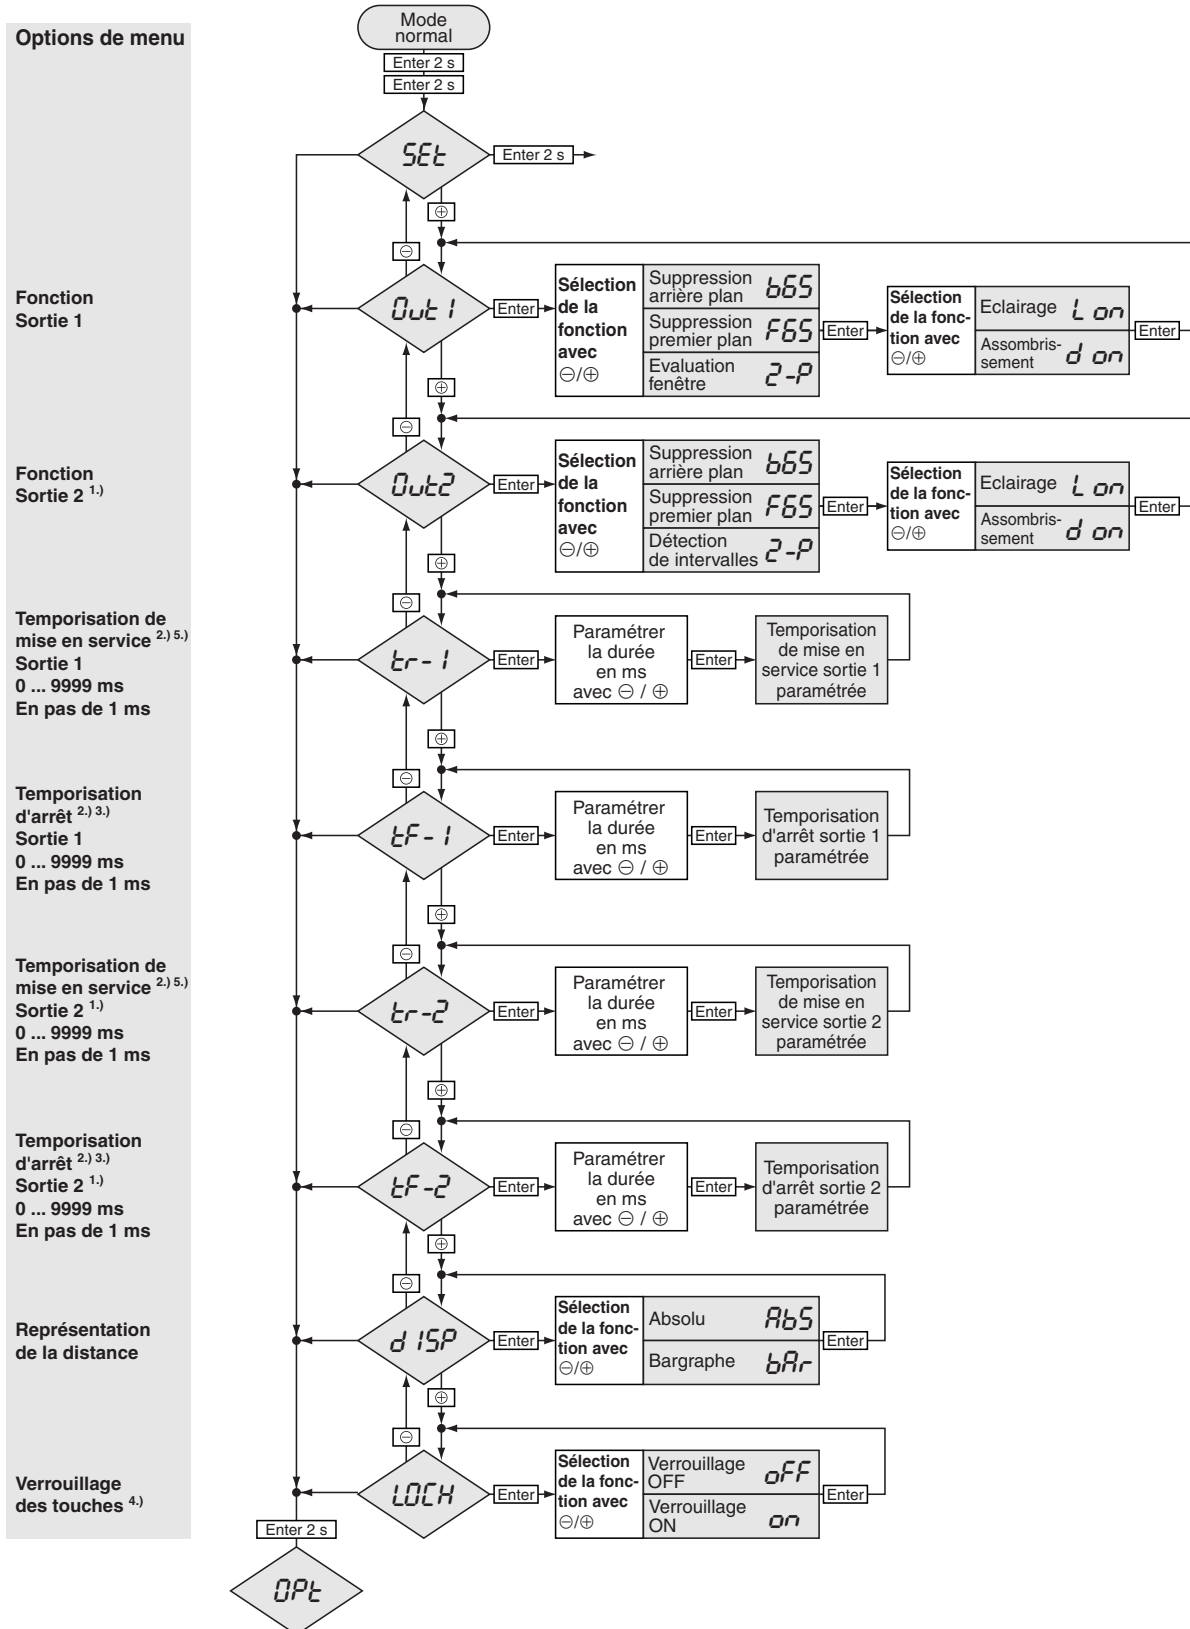 Options de menu
Mode
normal
Enter 2 s
Enter 2 s
SEt
Enter 2 s
⊕
⊖
Fonction
Sortie 1
Out1
Enter
Sélection
de la
fonction
avec
⊖/⊕
Suppression
arrière plan
bGS
Suppression
premier plan
FGS
Evaluation
fenêtre
2-P
Enter
Sélection
de la fonc-
tion avec
⊖/⊕
Eclairage
L on
Assombris-
sement
d on
Enter
⊕
⊖
Fonction
Sortie 2 1.)
Out2
Enter
Sélection
de la
fonction
avec
⊖/⊕
Suppression
arrière plan
bGS
Suppression
premier plan
FGS
Détection
de intervalles
2-P
Enter
Sélection
de la fonc-
tion avec
⊖/⊕
Eclairage
L on
Assombris-
sement
d on
Enter
⊕
⊖
Temporisation de
mise en service 2.) 5.)
Sortie 1
0 ... 9999 ms
En pas de 1 ms
tr-1
Enter
Paramétrer
la durée
en ms
avec ⊖ / ⊕
Enter
Temporisation
de mise en
service sortie 1
paramétrée
⊕
⊖
Temporisation
d'arrêt 2.) 3.)
Sortie 1
0 ... 9999 ms
En pas de 1 ms
tF-1
Enter
Paramétrer
la durée
en ms
avec ⊖ / ⊕
Enter
Temporisation
d'arrêt sortie 1
paramétrée
⊕
⊖
Temporisation de
mise en service 2.) 5.)
Sortie 2 1.)
0 ... 9999 ms
En pas de 1 ms
tr-2
Enter
Paramétrer
la durée
en ms
avec ⊖ / ⊕
Enter
Temporisation
de mise en
service sortie 2
paramétrée
⊕
⊖
Temporisation
d'arrêt 2.) 3.)
Sortie 2 1.)
0 ... 9999 ms
En pas de 1 ms
tF-2
Enter
Paramétrer
la durée
en ms
avec ⊖ / ⊕
Enter
Temporisation
d'arrêt sortie 2
paramétrée
⊕
⊖
Représentation
de la distance
dISP
Enter
Sélection
de la fonc-
tion avec
⊖/⊕
Absolu
AbS
Bargraphe
bAr
Enter
⊕
⊖
Verrouillage
des touches 4.)
LOCK
Enter
Sélection
de la fonc-
tion avec
⊖/⊕
Verrouillage
OFF
oFF
Verrouillage
ON
on
Enter
Enter 2 s
OPt